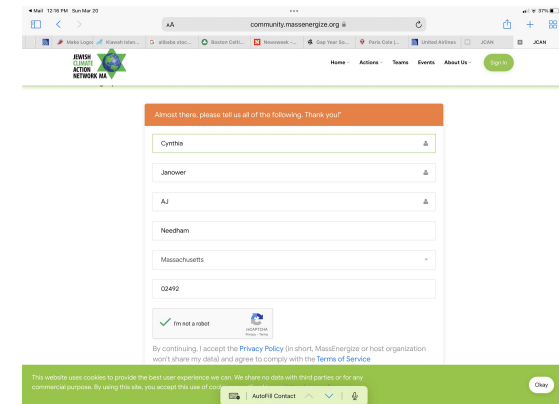 Mail 12:16 PM Sun Mar 20
37%
AA
community.massenergize.org
Make Logos
Kiawah Islan...
alibaba stoc...
Boston Celti...
Newsweek -...
Gap Year So...
Paris Cafe |...
United Airlines
JCAN
JCAN
JEWISH
CLIMATE
ACTION
NETWORK MA
Home
Actions
Teams
Events
About Us
Sign In
Almost there, please tell us all of the following. Thank you!"
Cynthia
Janower
AJ
Needham
Massachusetts
02492
I'm not a robot
reCAPTCHA
Privacy - Terms
By continuing, I accept the Privacy Policy (in short, MassEnergize or host organization
won't share my data) and agree to comply with the Terms of Service
This website uses cookies to provide the best user experience we can. We share no data with third parties or for any
commercial purpose. By using this site, you accept this use of
Okay
AutoFill Contact